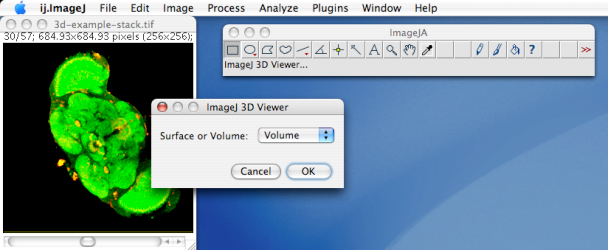 ij.ImageJ File Edit Image Process Analyze Plugins Window Help
3d-example-stack.tif
30/57; 684.93x684.93 pixels (256x256);
ImageJA
A ?
>>
ImageJ 3D Viewer...
ImageJ 3D Viewer
Surface or Volume: Volume
Cancel OK